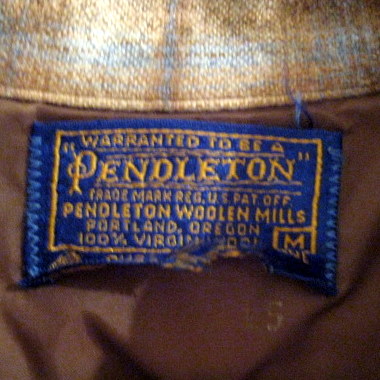 WARRANTED TO BE A
"PENDLETON"
TRADE MARK REG. U.S. PAT. OFF.
PENDLETON WOOLEN MILLS
PORTLAND, OREGON
100% VIRGIN WOOL
M
S